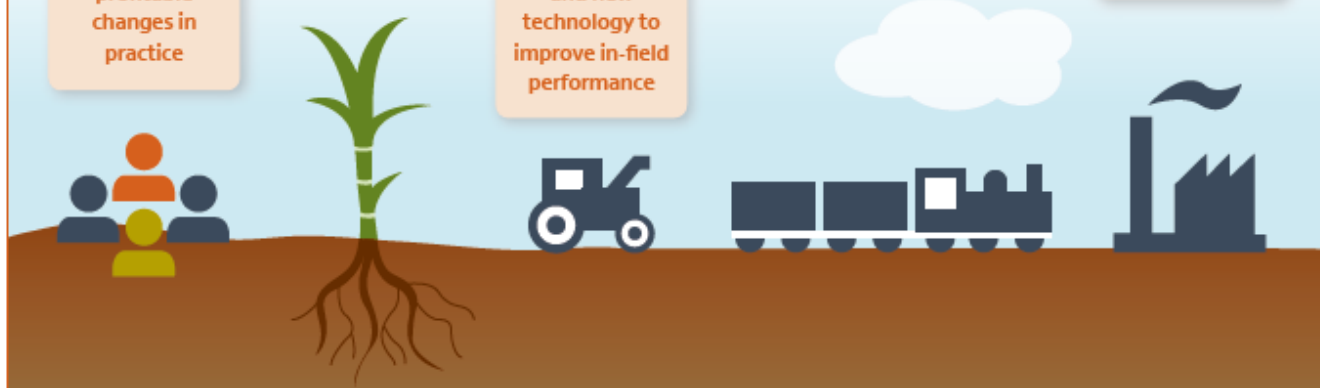 changes in
practice
technology to
improve in-field
performance